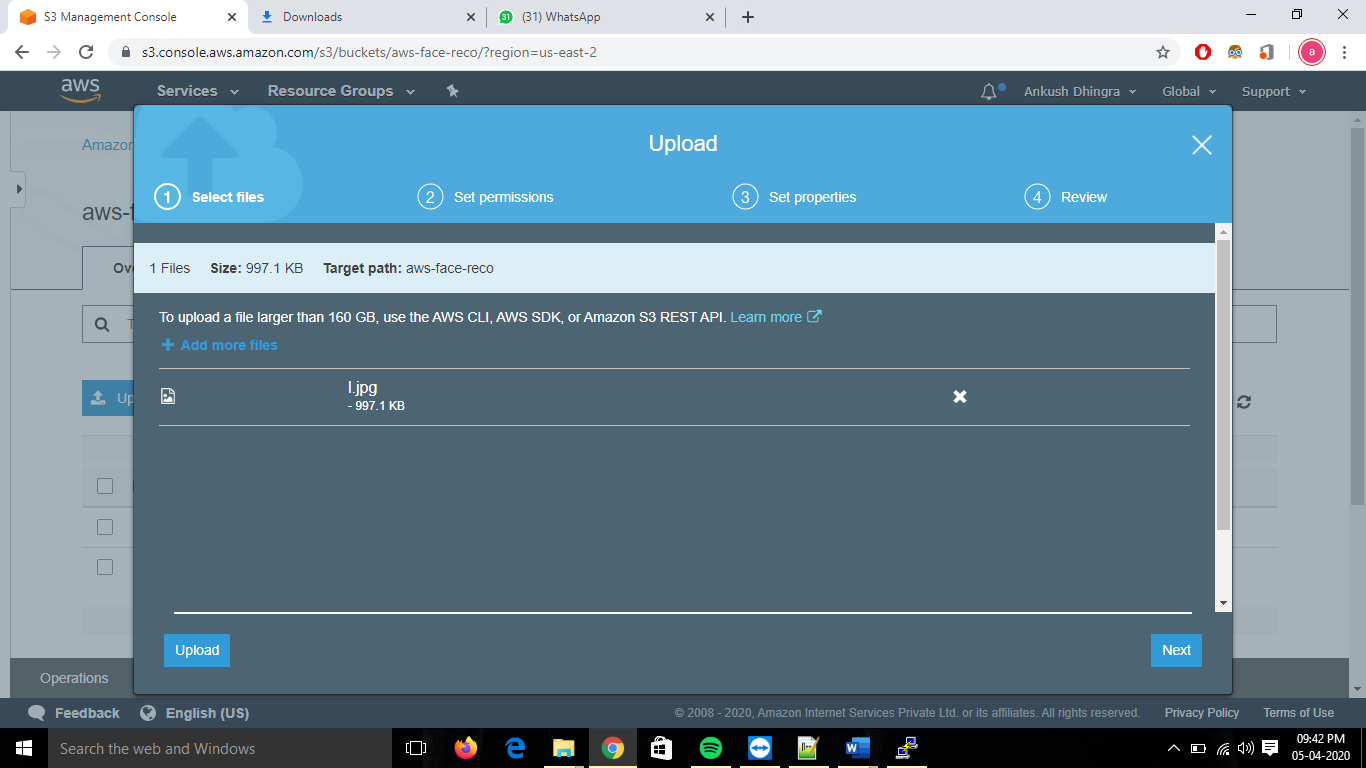 S3 Management Console
Downloads
31
(31) WhatsApp
s3.console.aws.amazon.com/s3/buckets/aws-face-reco/?region=us-east-2
a
aws
Services
Resource Groups
Ankush Dhingra
Global
Support
Amazon
Upload
1 Select files
2 Set permissions
3 Set properties
4 Review
aws-f
Ove
1 Files Size: 997.1 KB Target path: aws-face-reco
To upload a file larger than 160 GB, use the AWS CLI, AWS SDK, or Amazon S3 REST API. Learn more
Add more files
l.jpg
- 997.1 KB
Up
Upload
Next
Operations
Feedback
English (US)
© 2008 - 2020, Amazon Internet Services Private Ltd. or its affiliates. All rights reserved.
Privacy Policy
Terms of Use
Search the web and Windows
09:42 PM
05-04-2020